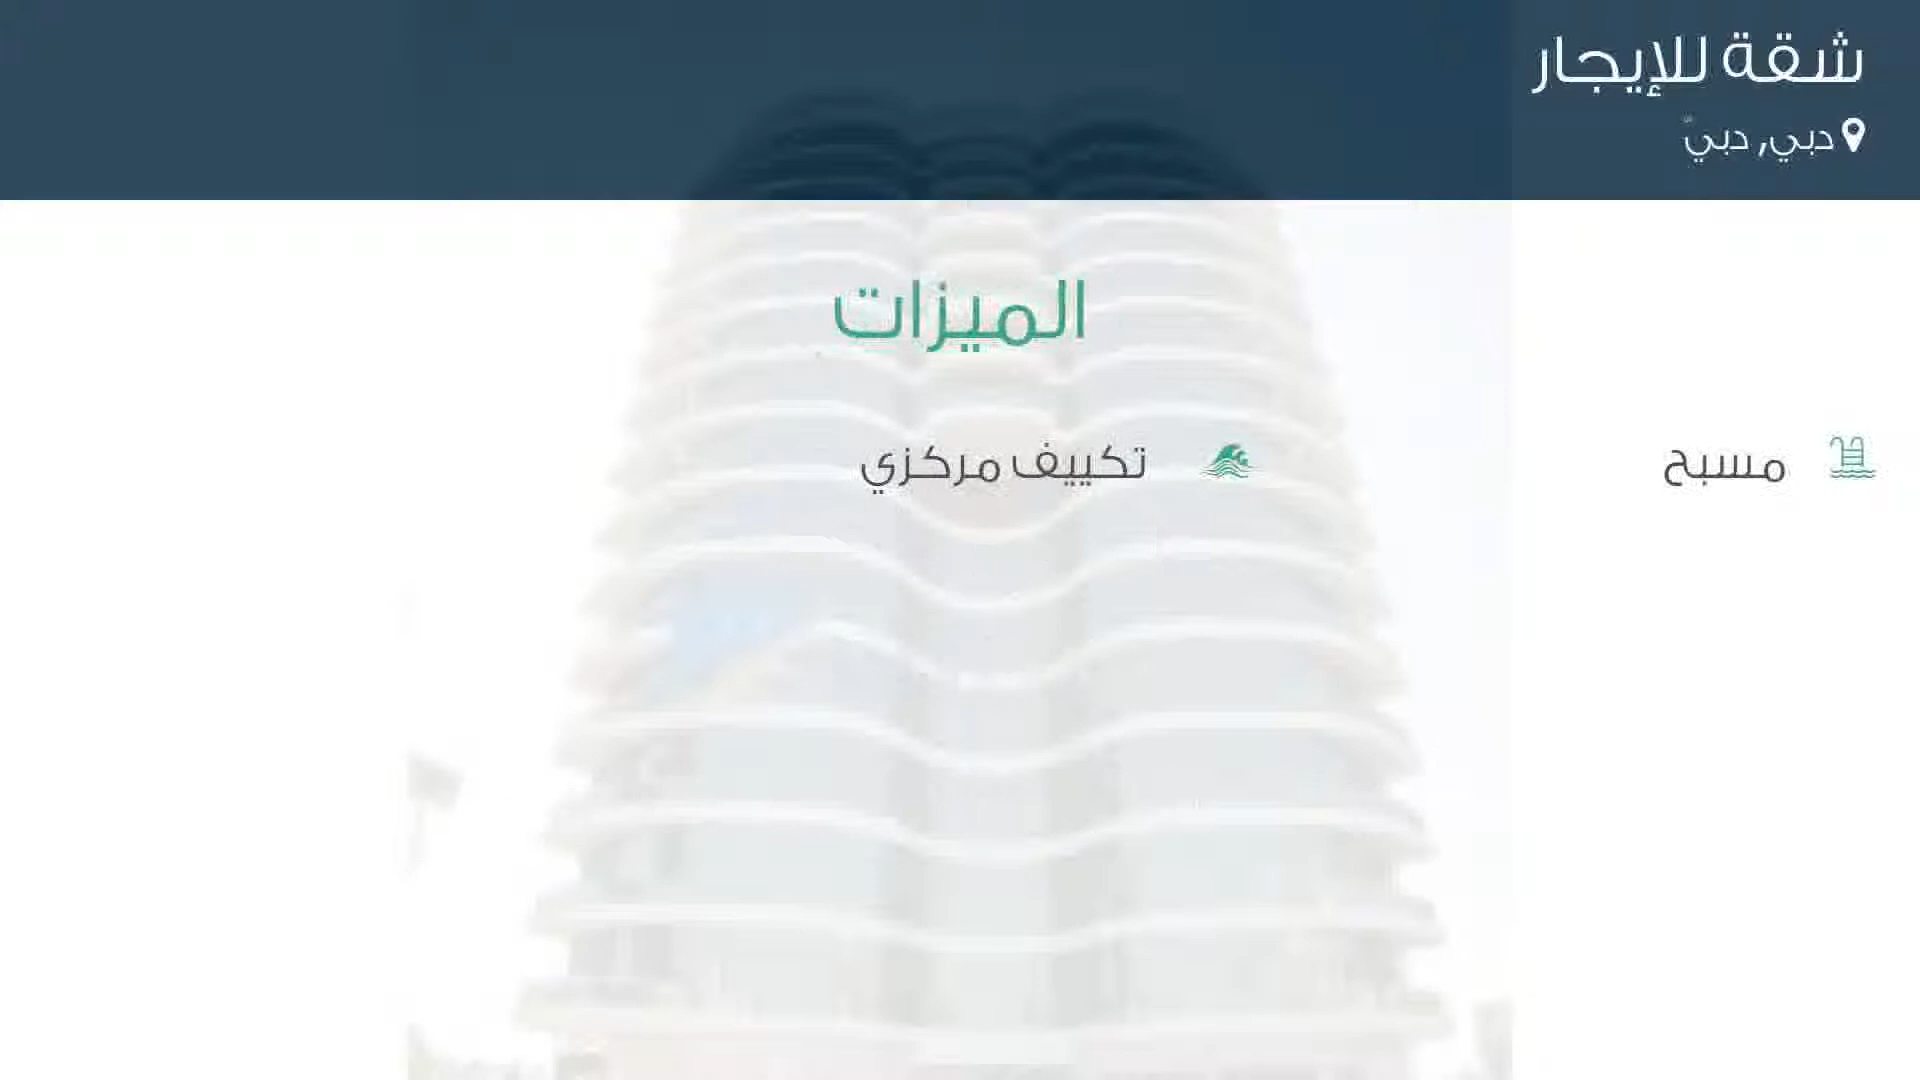 شقة للإيجار
دبي, دبيّ
الميزات
مسبح
تكييف مركزي